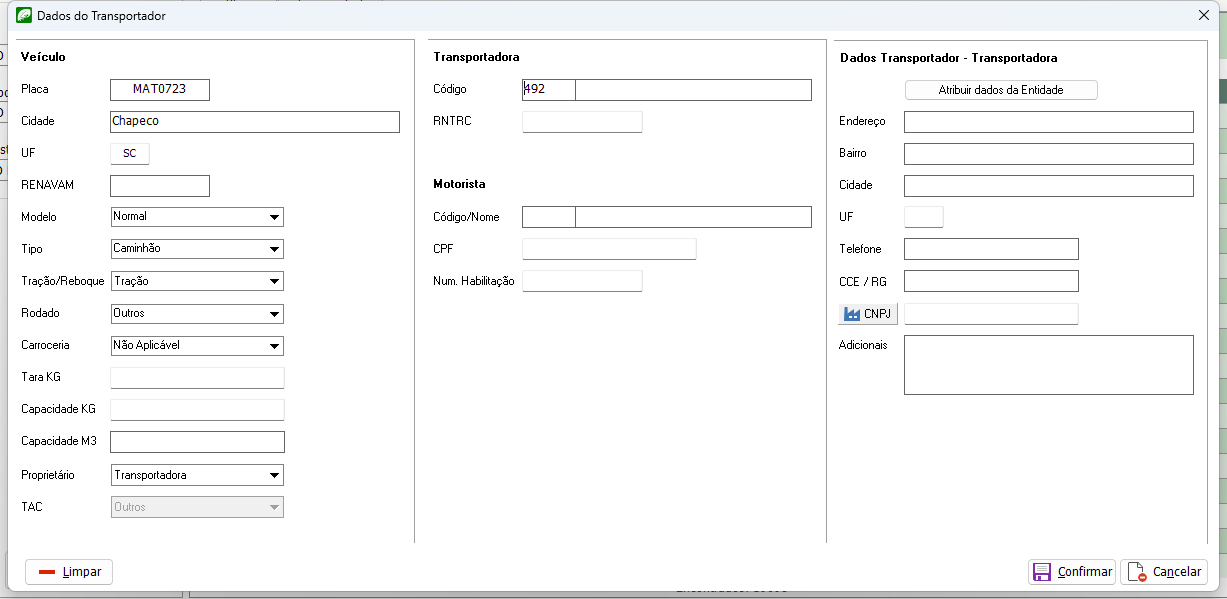 Dados do Transportador
Veículo
Placa MAT0723
Cidade Chapeco
UF SC
RENAVAM
Modelo Normal
Tipo Caminhão
Tração/Reboque Tração
Rodado Outros
Carroceria Não Aplicável
Tara KG
Capacidade KG
Capacidade M3
Proprietário Transportadora
TAC Outros
Transportadora
Código 492
RNTRC
Motorista
Código/Nome
CPF
Num. Habilitação
Dados Transportador - Transportadora
Atribuir dados da Entidade
Endereço
Bairro
Cidade
UF
Telefone
CCE / RG
CNPJ
Adicionais
Limpar
Confirmar
Cancelar